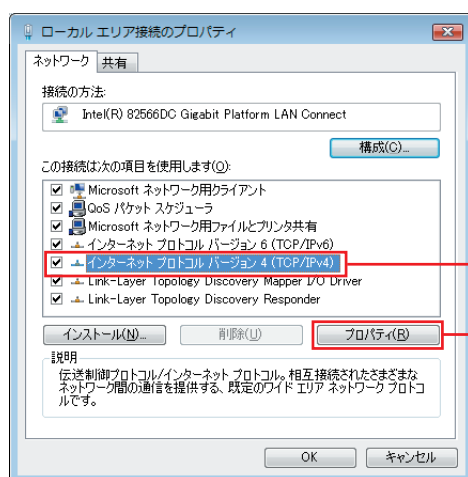 ローカル エリア接続のプロパティ
ネットワーク 共有
接続の方法:
Intel(R) 82566DC Gigabit Platform LAN Connect
構成(C)...
この接続は次の項目を使用します(O):
Microsoft ネットワーク用クライアント
QoS パケット スケジューラ
Microsoft ネットワーク用ファイルとプリンタ共有
インターネット プロトコル バージョン 6 (TCP/IPv6)
インターネット プロトコル バージョン 4 (TCP/IPv4)
Link-Layer Topology Discovery Mapper I/O Driver
Link-Layer Topology Discovery Responder
インストール(N)... 削除(U) プロパティ(R)
説明
伝送制御プロトコル/インターネット プロトコル。相互接続されたさまざまな
ネットワーク間の通信を提供する、既定のワイド エリア ネットワーク プロトコ
ルです。
OK キャンセル